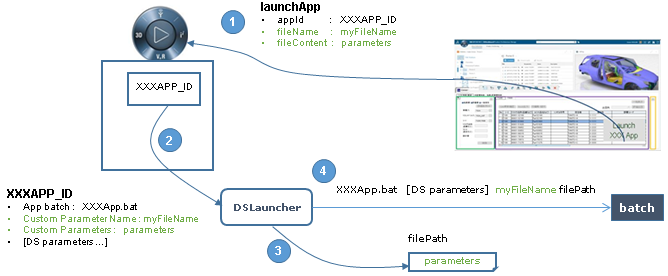 1
launchApp
• appId : XXXAPP_ID
• fileName : myFileName
• fileContent : parameters
3D
V.R
XXXAPP_ID
Launch
XXX App
2
4
XXXAPP_ID
• App batch : XXXApp.bat
• Custom ParameterName : myFileName
• Custom Parameters : parameters
• [DS parameters...]
DSLauncher
XXXApp.bat [DS parameters] myFileName filePath
batch
3
filePath
parameters